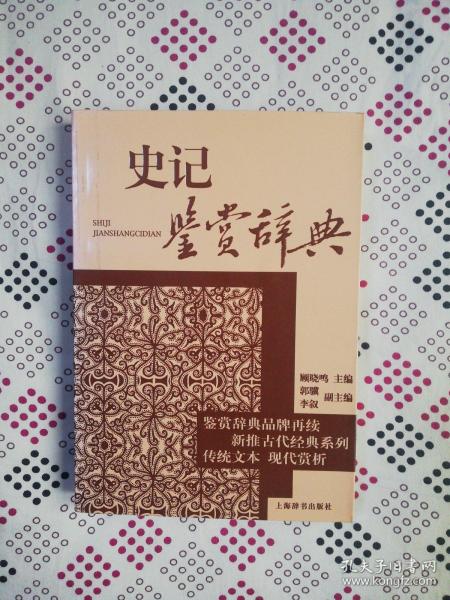 史记
SHIJI
JIANSHANGCIDIAN
鉴赏辞典
顾晓鸣 主编
郭骥
李叙 副主编
鉴赏辞典品牌再续
新推古代经典系列
传统文本 现代赏析
上海辞书出版社
孔夫子旧书网
www.kongfz.com